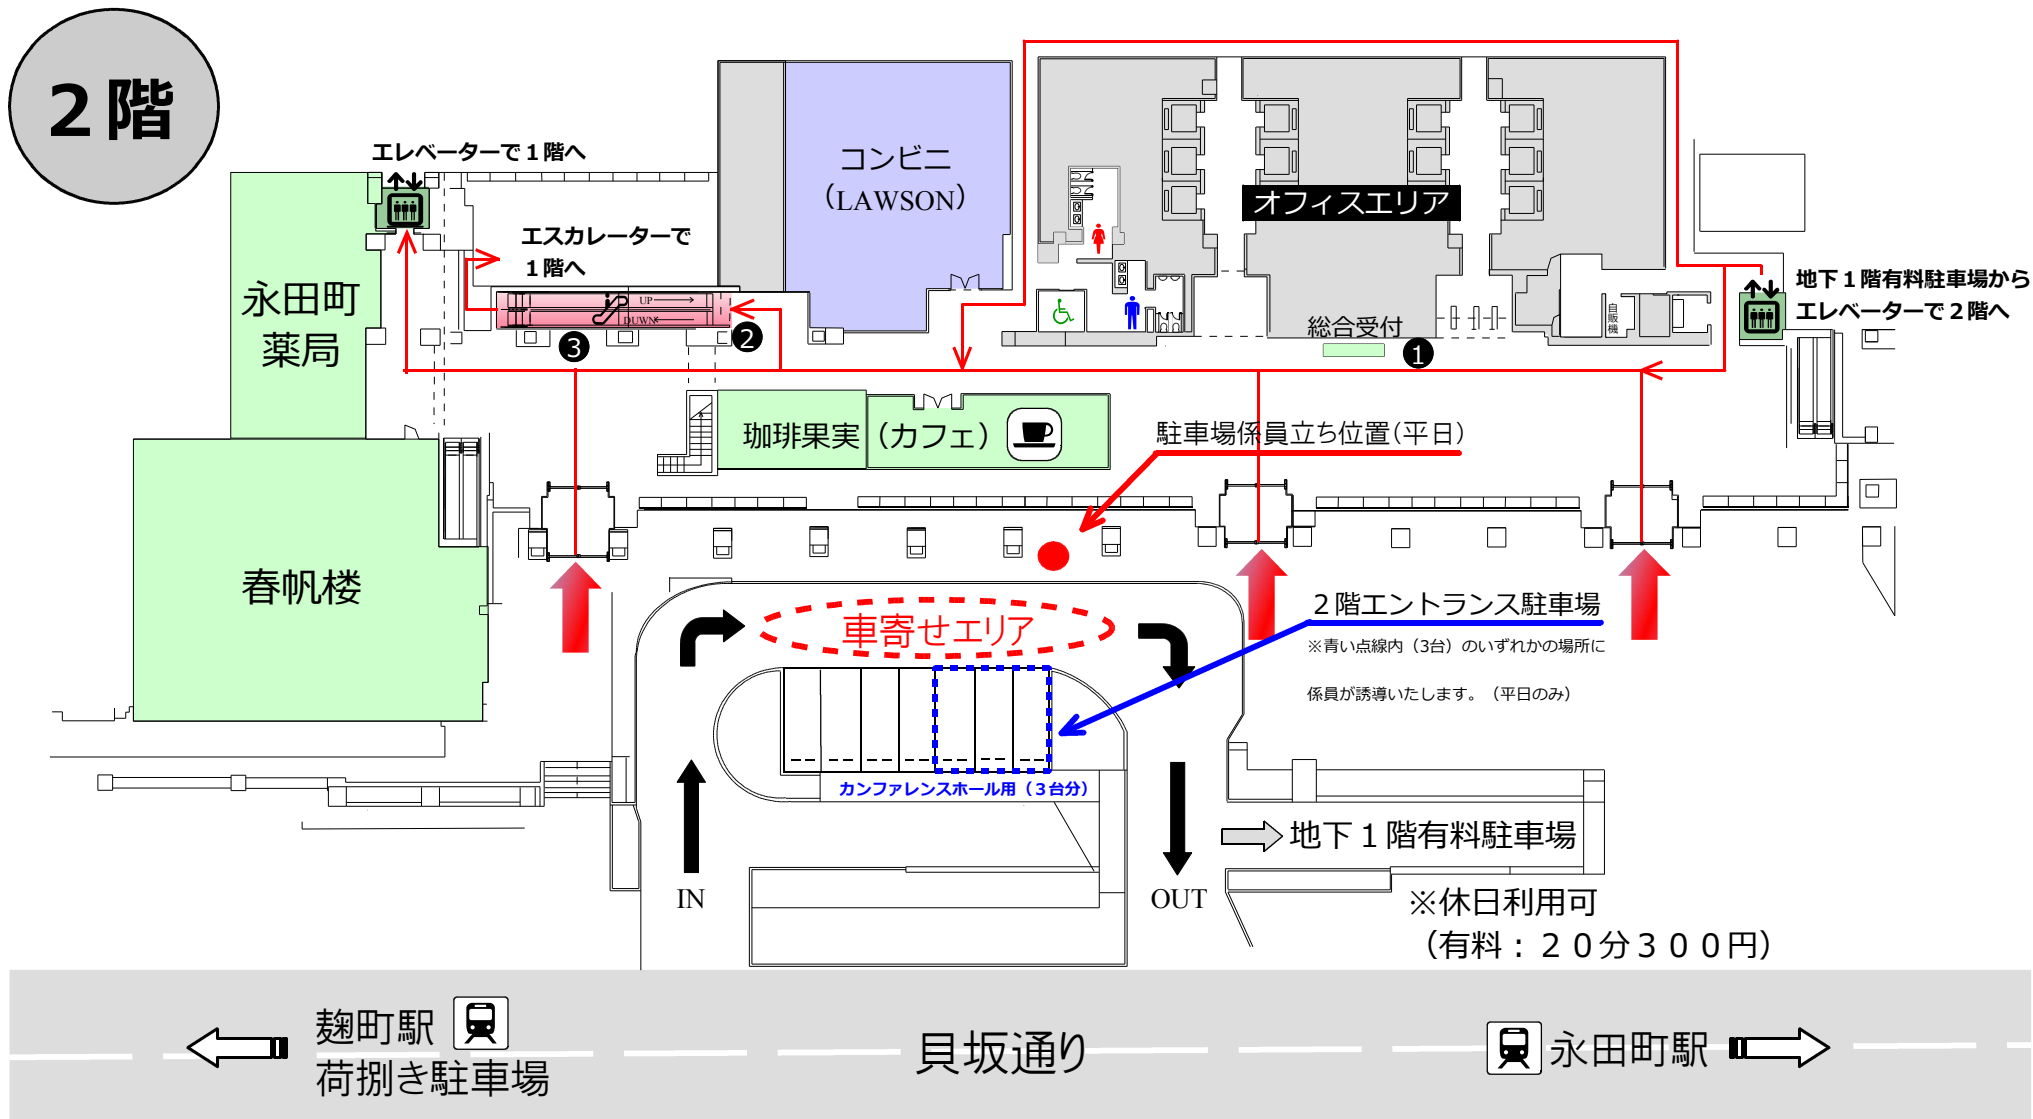 ２階
エレベーターで１階へ
エスカレーターで
１階へ
コンビニ
（LAWSON）
オフィスエリア
地下１階有料駐車場から
エレベーターで２階へ
永田町
薬局
UP
DUWN
❷
❸
自販機
総合受付
❶
珈琲果実（カフェ）
駐車場係員立ち位置（平日）
春帆楼
車寄せエリア
２階エントランス駐車場
※青い点線内（3台）のいずれかの場所に
係員が誘導いたします。（平日のみ）
カンファレンスホール用（３台分）
地下１階有料駐車場
IN
OUT
※休日利用可
（有料：２０分３００円）
麹町駅
荷捌き駐車場
貝坂通り
永田町駅